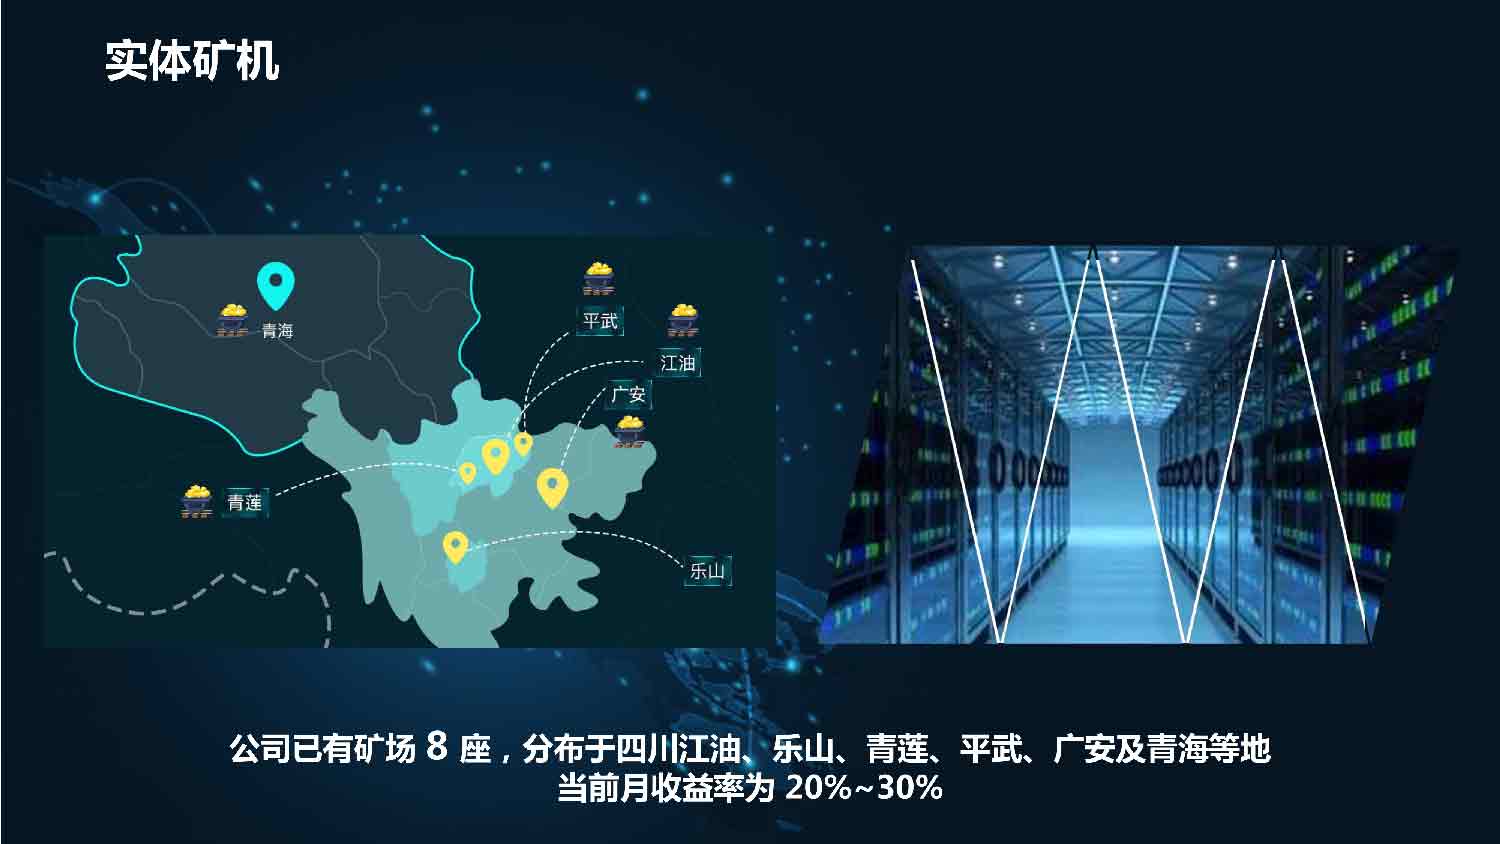 实体矿机
青海
平武
江油
广安
青莲
乐山
公司已有矿场 8 座，分布于四川江油、乐山、青莲、平武、广安及青海等地
当前月收益率为 20%~30%